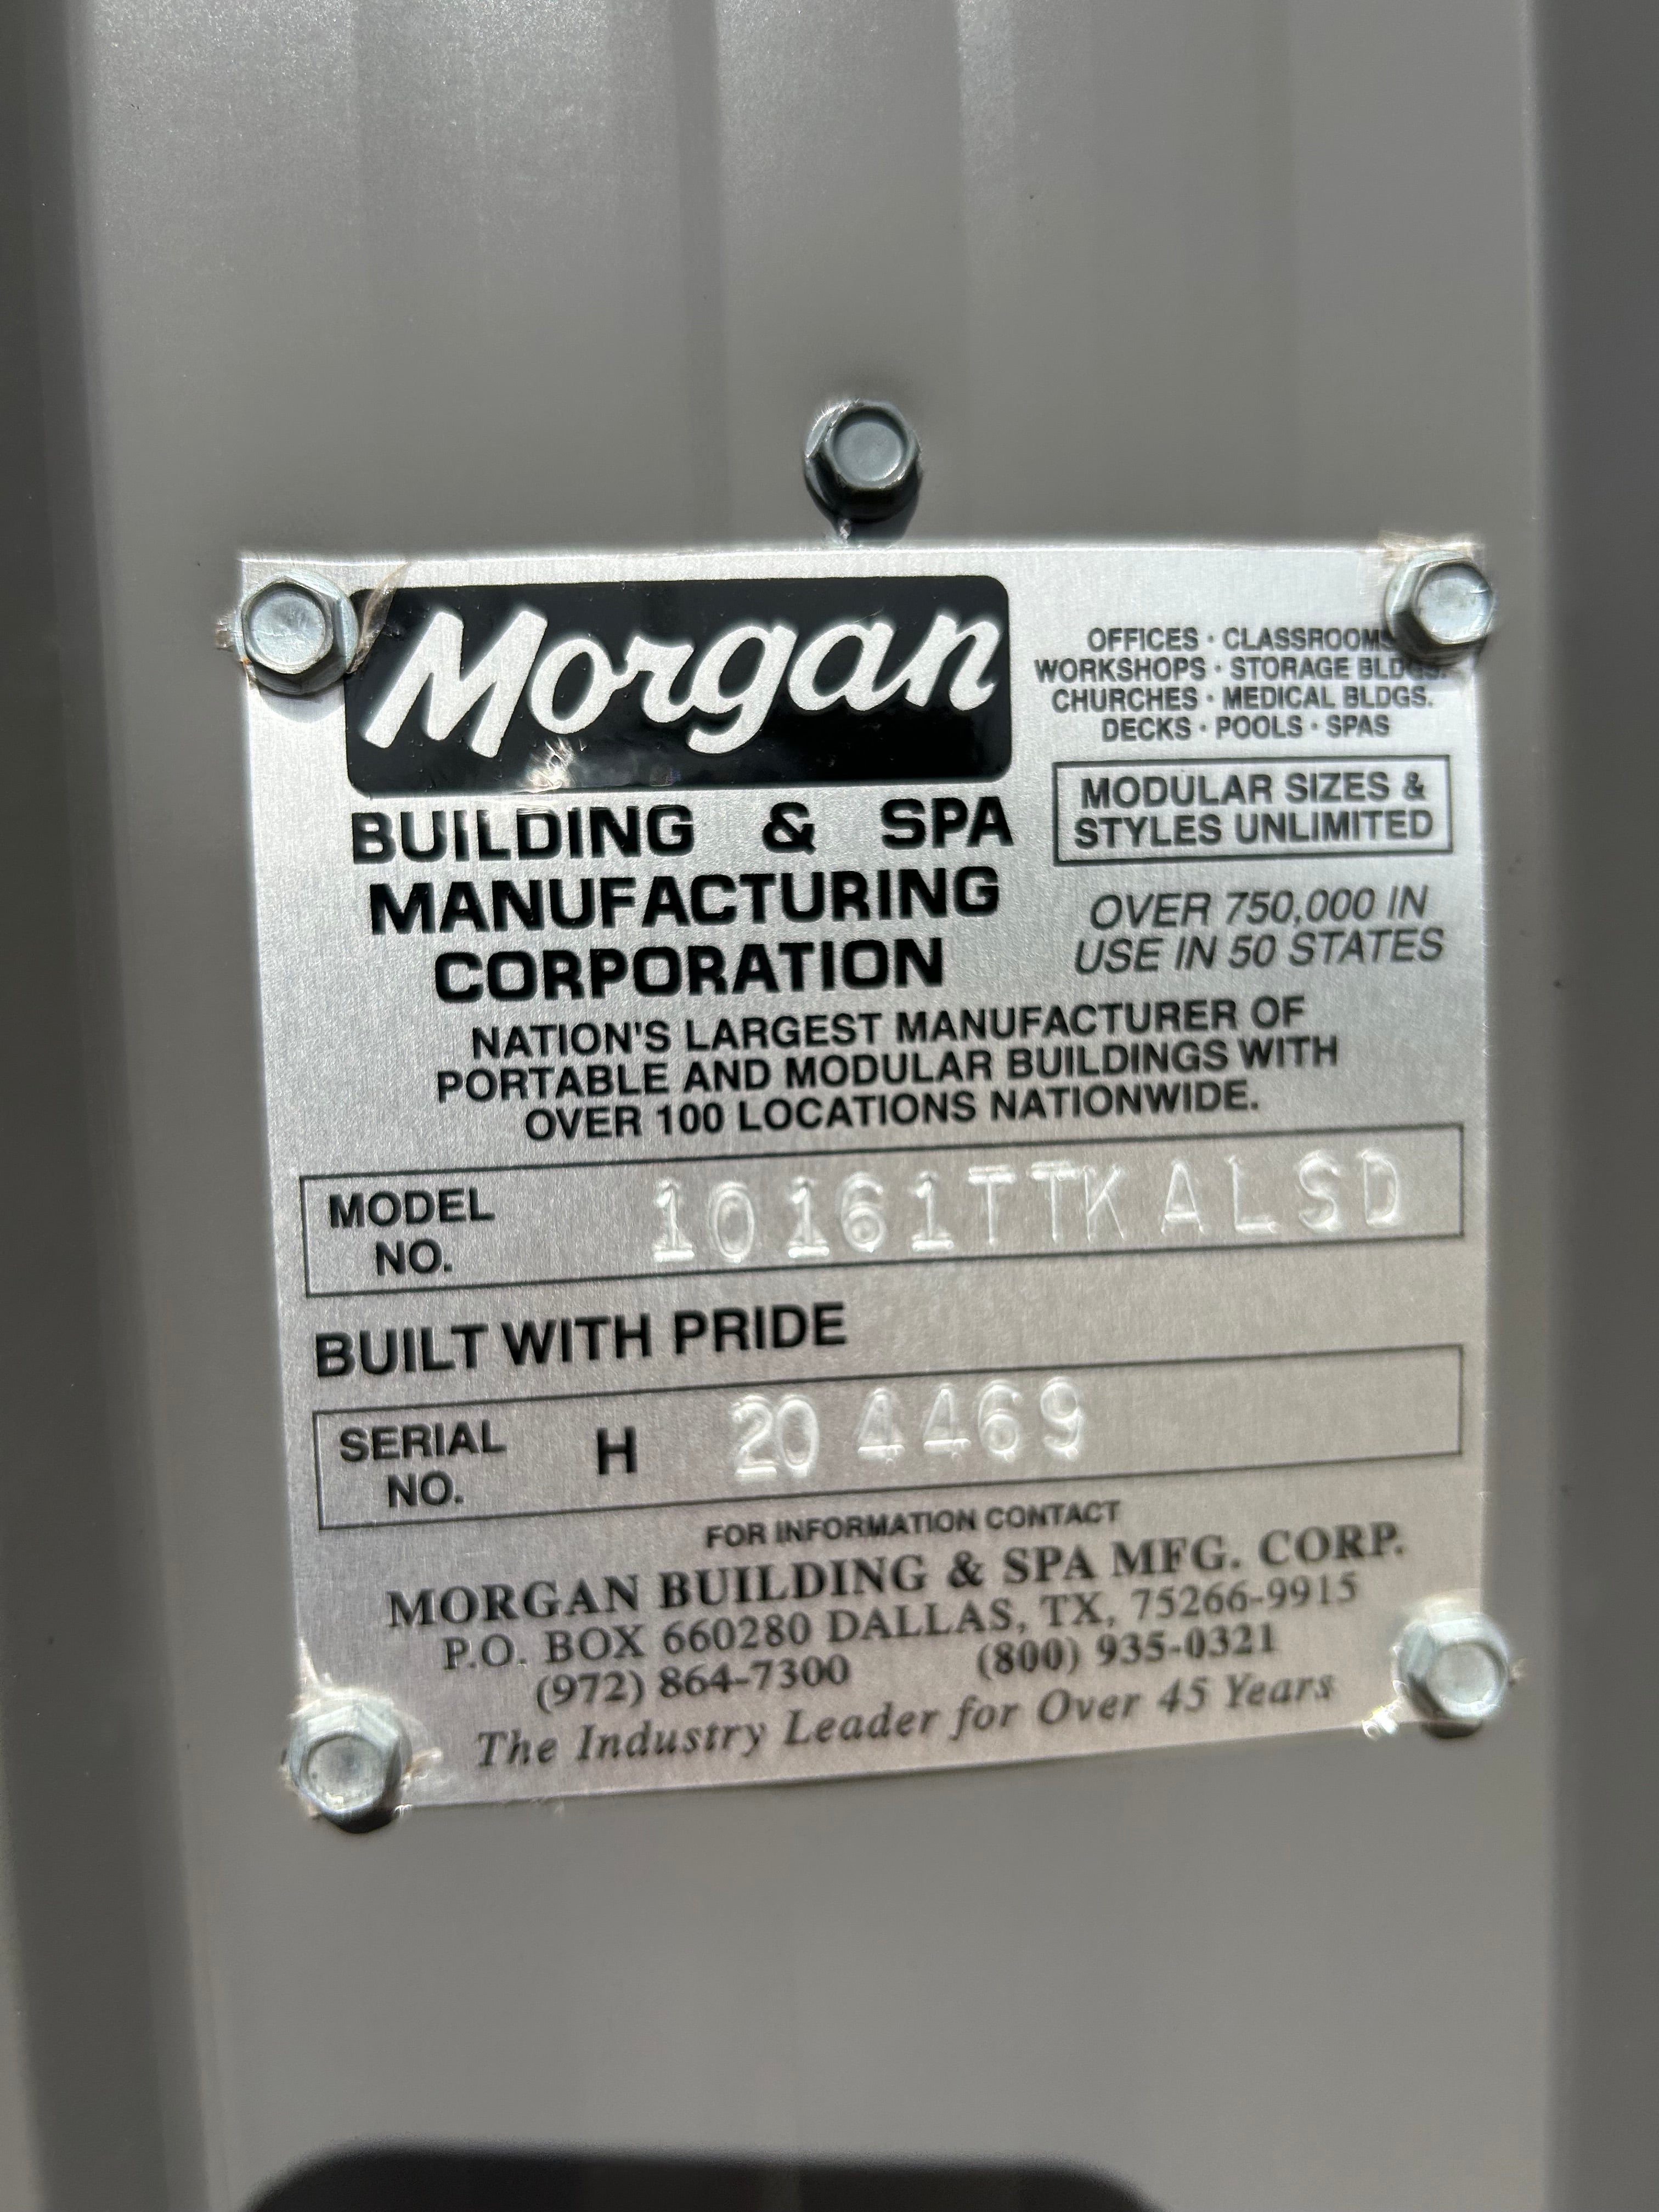 Morgan
BUILDING & SPA
MANUFACTURING
CORPORATION
OFFICES · CLASSROOMS
WORKSHOPS · STORAGE BLDGS.
CHURCHES · MEDICAL BLDGS.
DECKS · POOLS · SPAS
MODULAR SIZES &
STYLES UNLIMITED
OVER 750,000 IN
USE IN 50 STATES
NATION'S LARGEST MANUFACTURER OF
PORTABLE AND MODULAR BUILDINGS WITH
OVER 100 LOCATIONS NATIONWIDE.
MODEL
NO.
10161TTKALSD
BUILT WITH PRIDE
SERIAL
NO.
H 204469
FOR INFORMATION CONTACT
MORGAN BUILDING & SPA MFG. CORP.
P.O. BOX 660280 DALLAS, TX, 75266-9915
(972) 864-7300 (800) 935-0321
The Industry Leader for Over 45 Years